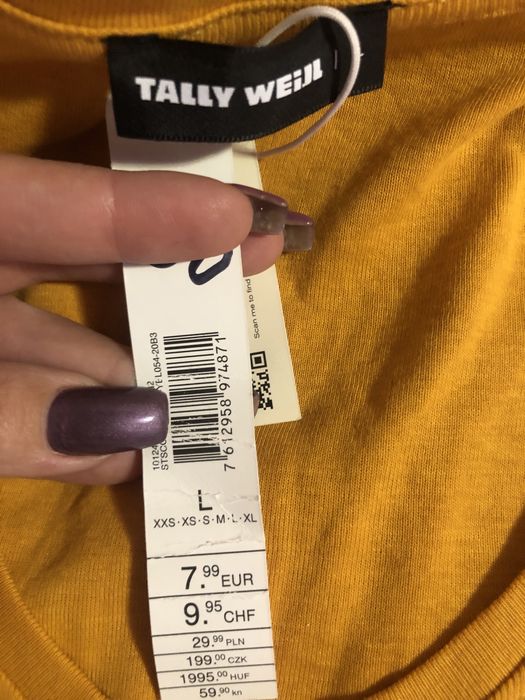 TALLY WEiJL
Scan me to find
7 612958 974871
L
XXS·XS·S·M·L·XL
7.99 EUR
9.95 CHF
29.99 PLN
199.00 CZK
1995.00 HUF
59.90 kn